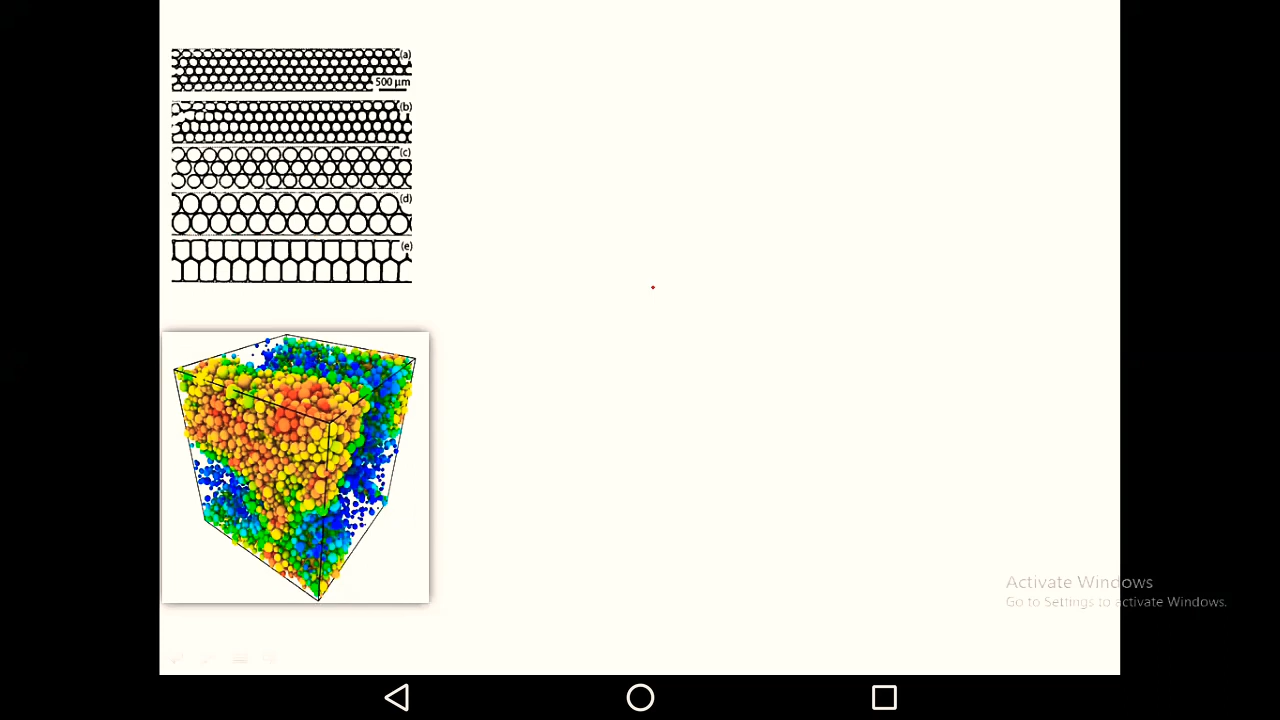 (a)
500 μm
(b)
(c)
(d)
(e)
Activate Windows
Go to Settings to activate Windows.